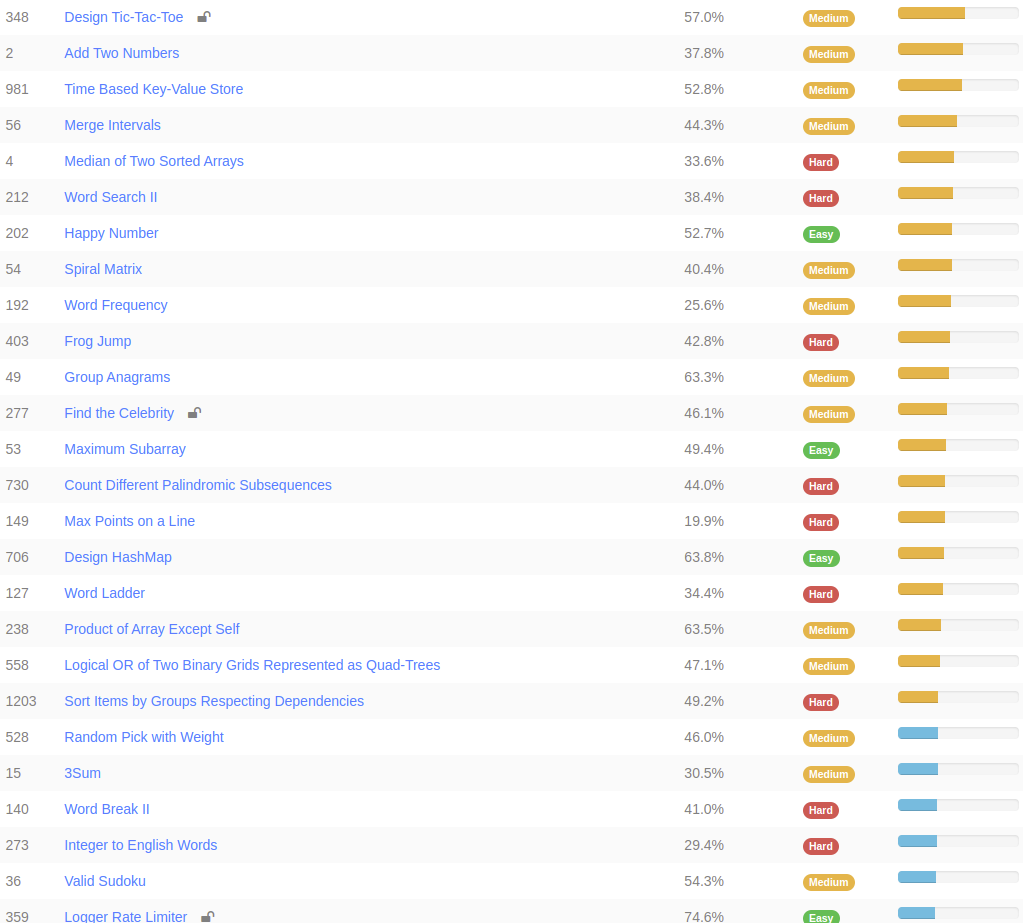 348 Design Tic-Tac-Toe 57.0% Medium
2 Add Two Numbers 37.8% Medium
981 Time Based Key-Value Store 52.8% Medium
56 Merge Intervals 44.3% Medium
4 Median of Two Sorted Arrays 33.6% Hard
212 Word Search II 38.4% Hard
202 Happy Number 52.7% Easy
54 Spiral Matrix 40.4% Medium
192 Word Frequency 25.6% Medium
403 Frog Jump 42.8% Hard
49 Group Anagrams 63.3% Medium
277 Find the Celebrity 46.1% Medium
53 Maximum Subarray 49.4% Easy
730 Count Different Palindromic Subsequences 44.0% Hard
149 Max Points on a Line 19.9% Hard
706 Design HashMap 63.8% Easy
127 Word Ladder 34.4% Hard
238 Product of Array Except Self 63.5% Medium
558 Logical OR of Two Binary Grids Represented as Quad-Trees 47.1% Medium
1203 Sort Items by Groups Respecting Dependencies 49.2% Hard
528 Random Pick with Weight 46.0% Medium
15 3Sum 30.5% Medium
140 Word Break II 41.0% Hard
273 Integer to English Words 29.4% Hard
36 Valid Sudoku 54.3% Medium
359 Logger Rate Limiter 74.6% Easy